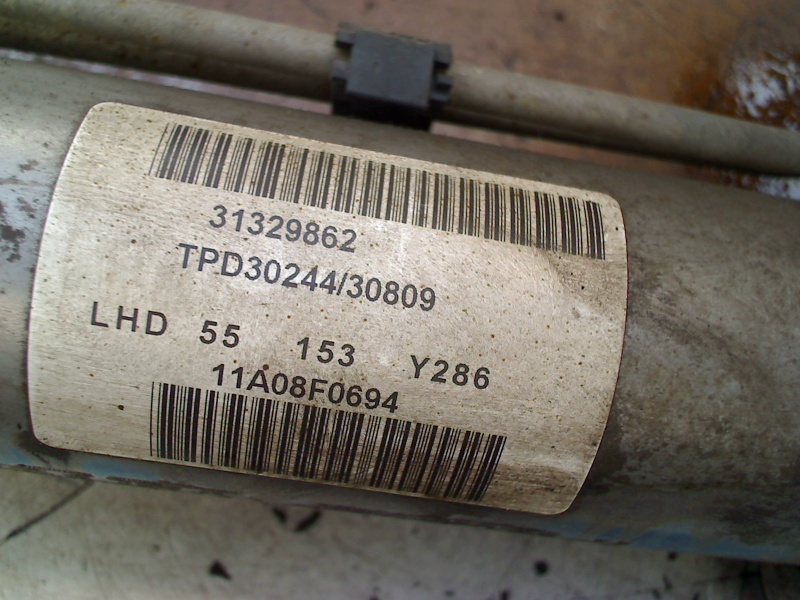 31329862
TPD30244/30809
LHD 55 153 Y286
11A08F0694